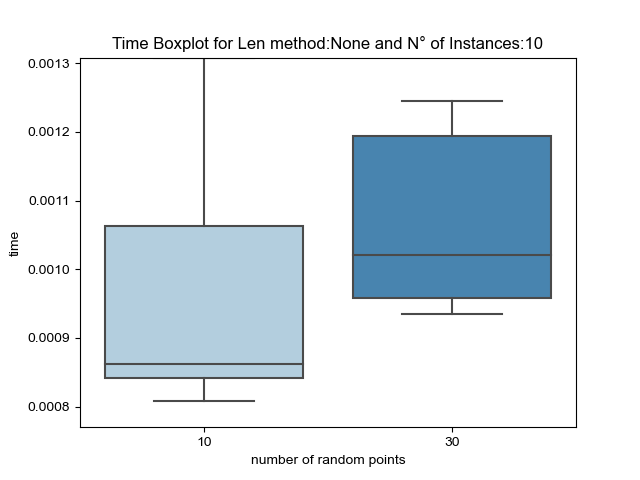 Time Boxplot for Len method:None and N° of Instances:10
0.0013
0.0012
0.0011
0.0010
0.0009
0.0008
time
10 30
number of random points